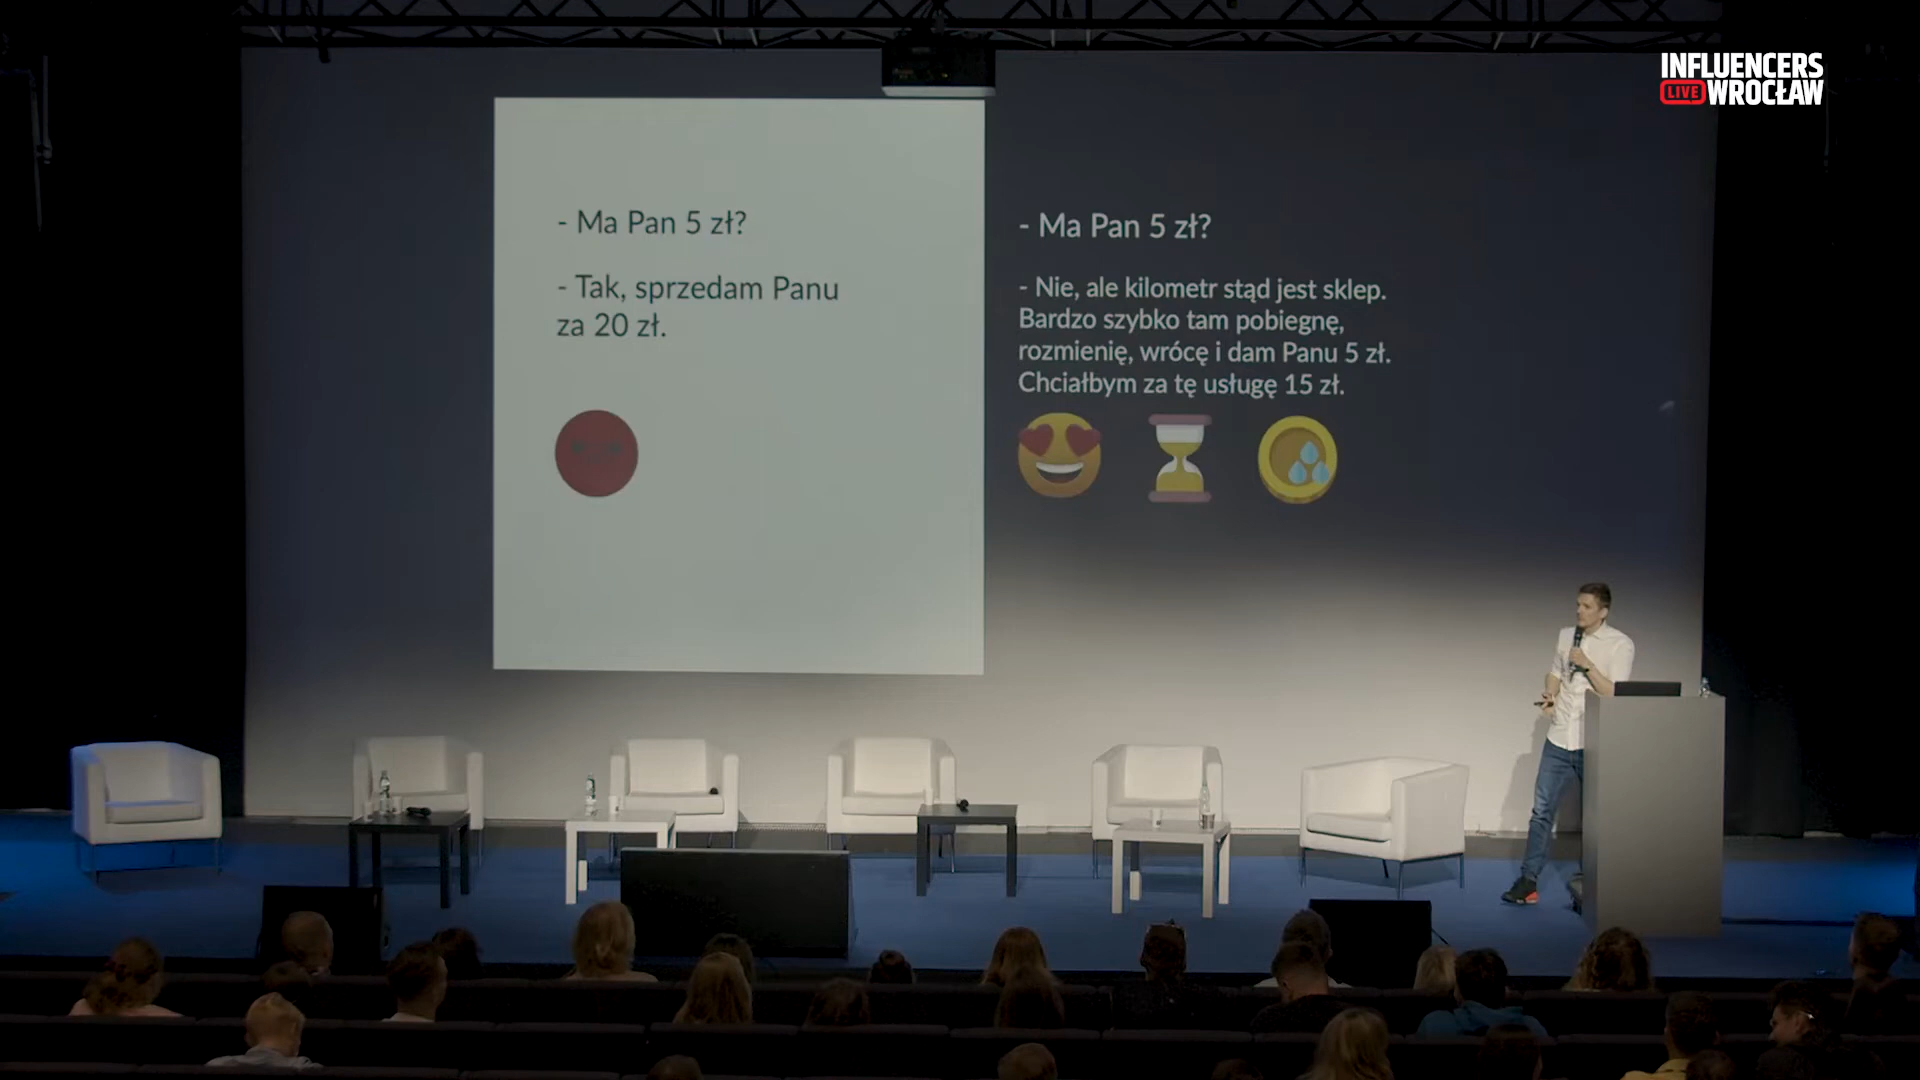 INFLUENCERS
LIVE WROCŁAW
- Ma Pan 5 zł?
- Tak, sprzedam Panu
za 20 zł.
- Ma Pan 5 zł?
- Nie, ale kilometr stąd jest sklep.
Bardzo szybko tam pobiegnę,
rozmienię, wrócę i dam Panu 5 zł.
Chciałbym za tę usługę 15 zł.